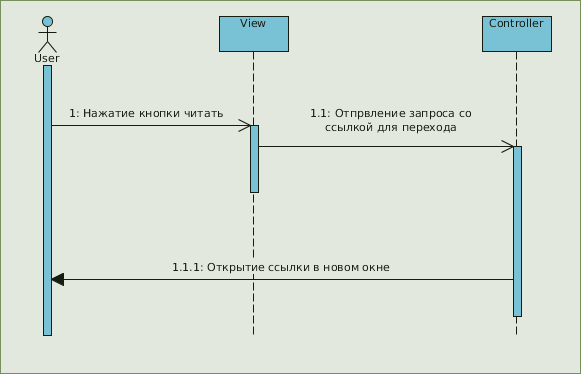 View
Controller
User
1: Нажатие кнопки читать
1.1: Отпрвление запроса со
ссылкой для перехода
1.1.1: Открытие ссылки в новом окне